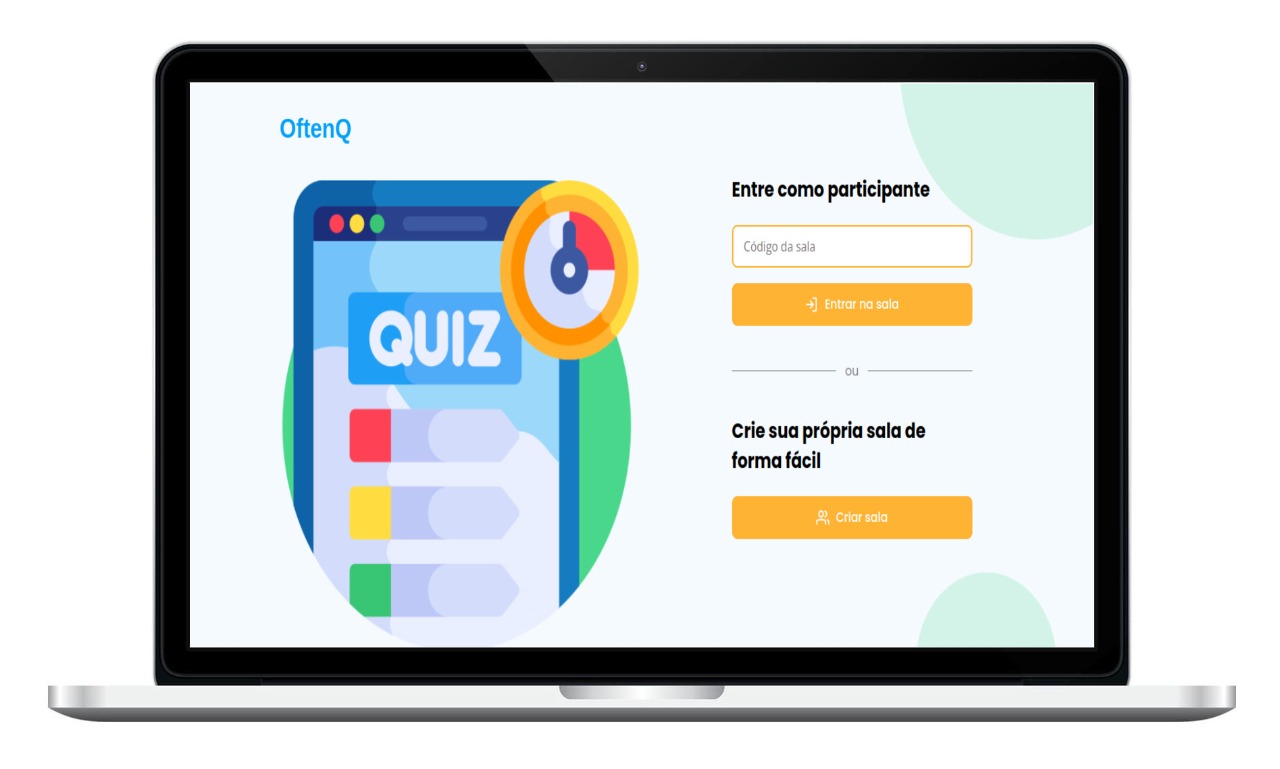 OftenQ
QUIZ
Entre como participante
Código da sala
Entrar na sala
ou
Crie sua própria sala de
forma fácil
Criar sala